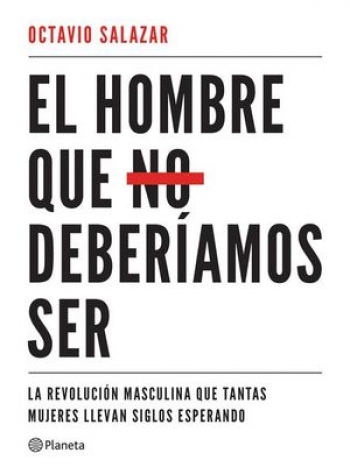 OCTAVIO SALAZAR
EL HOMBRE
QUE NO
DEBERÍAMOS
SER
LA REVOLUCIÓN MASCULINA QUE TANTAS
MUJERES LLEVAN SIGLOS ESPERANDO
Planeta